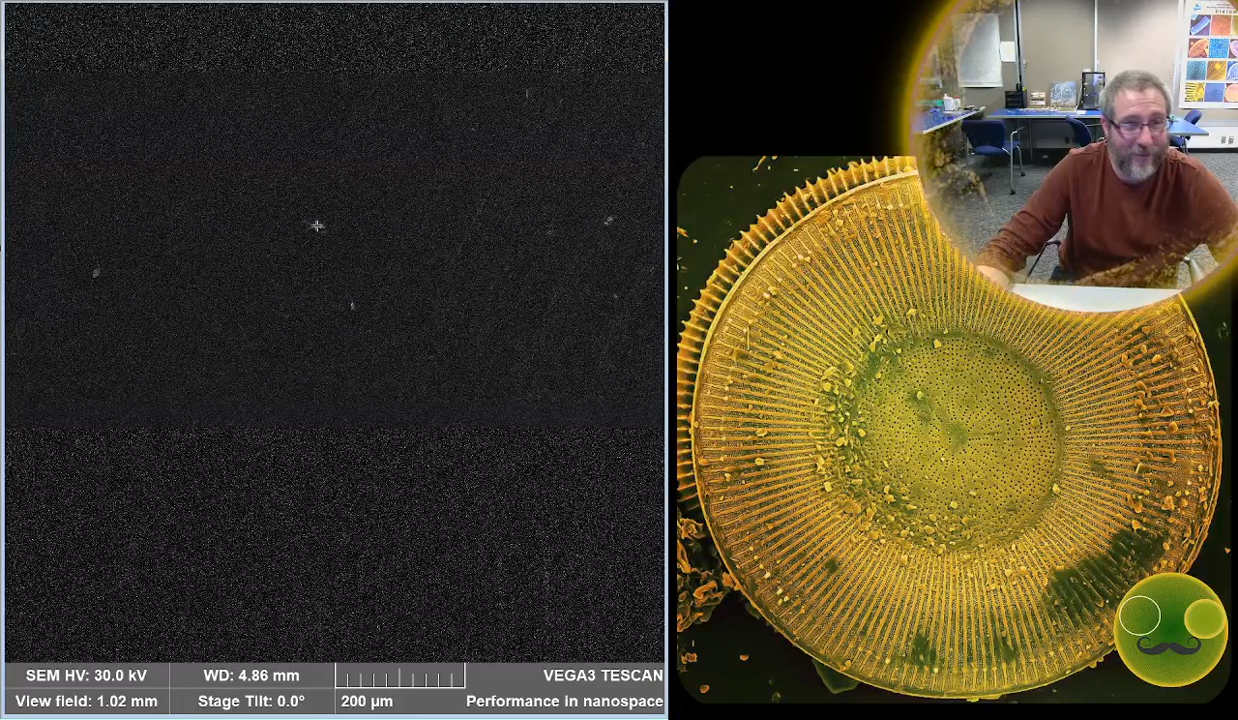 SEM HV: 30.0 kV
WD: 4.86 mm
VEGA3 TESCAN
View field: 1.02 mm
Stage Tilt: 0.0°
200 µm
Performance in nanospace